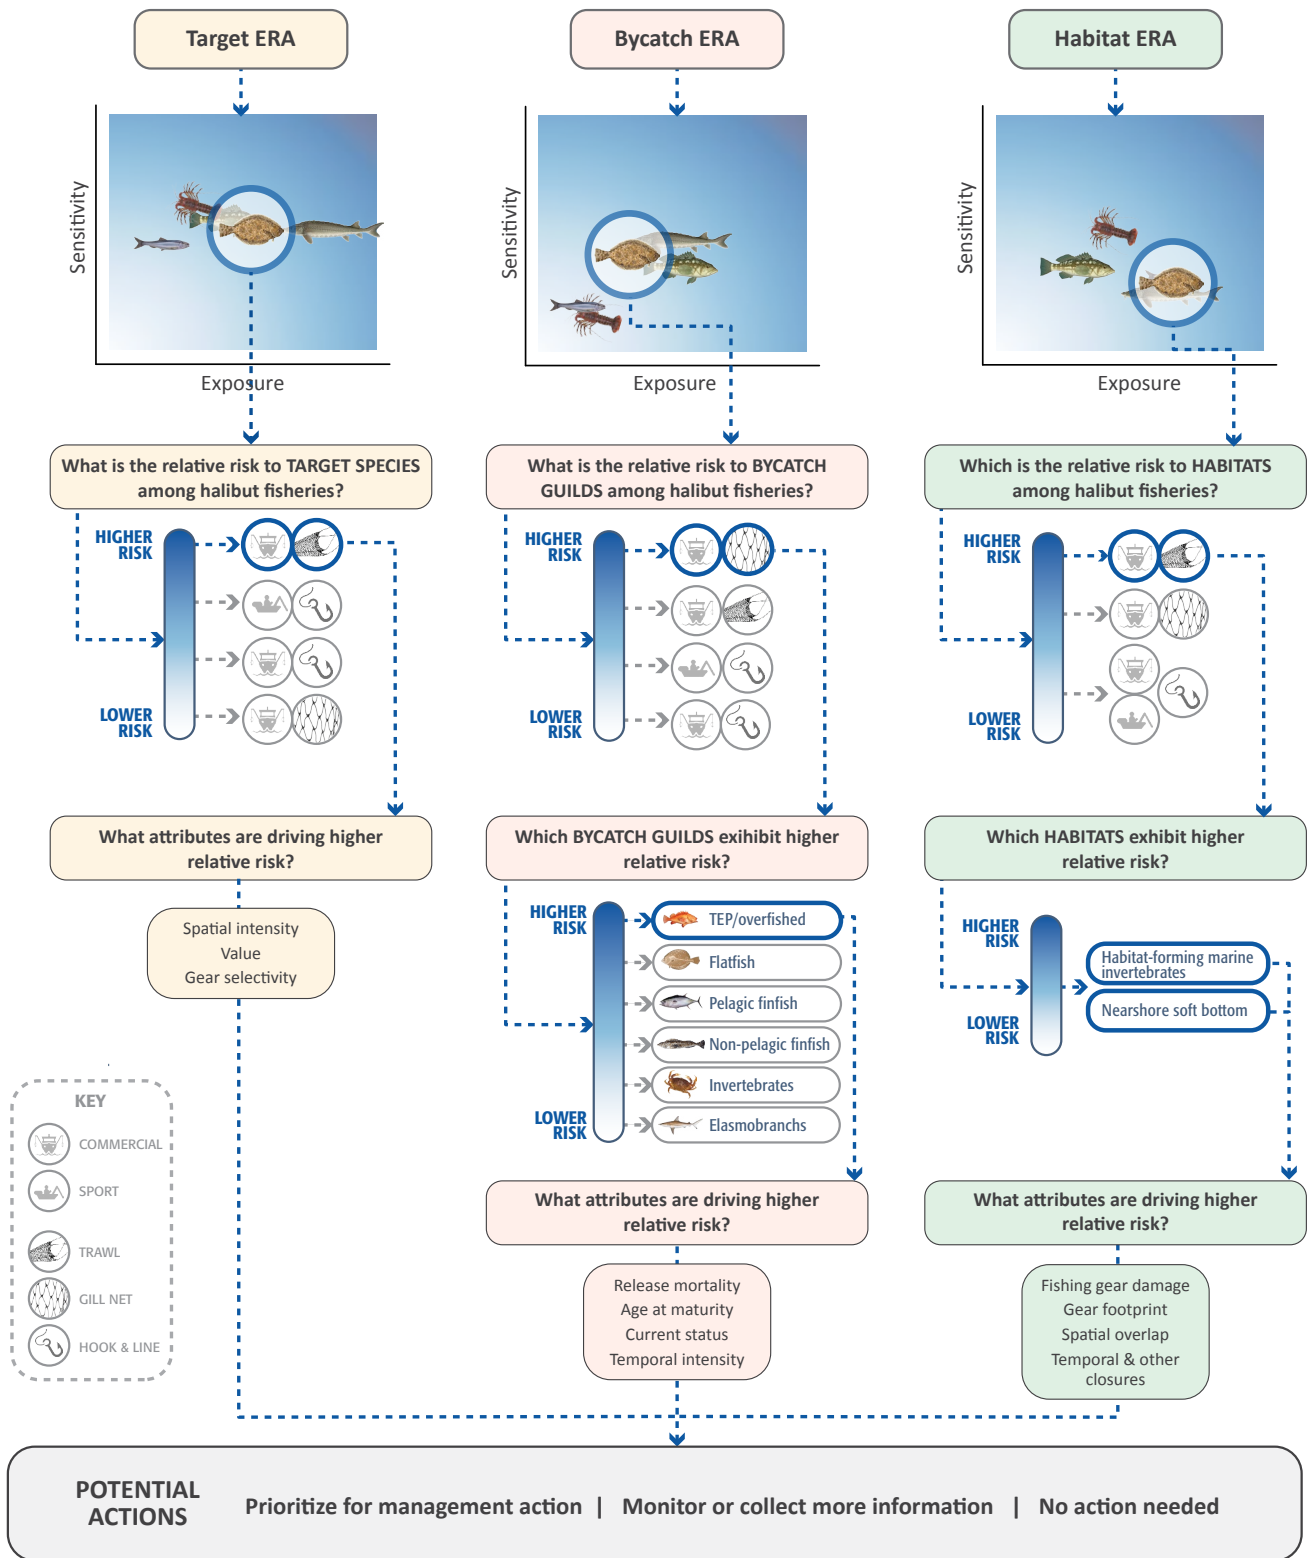 Target ERA
Sensitivity
Exposure
What is the relative risk to TARGET SPECIES
among halibut fisheries?
HIGHER
RISK
LOWER
RISK
What attributes are driving higher
relative risk?
Spatial intensity
Value
Gear selectivity
Bycatch ERA
Sensitivity
Exposure
What is the relative risk to BYCATCH
GUILDS among halibut fisheries?
HIGHER
RISK
LOWER
RISK
Which BYCATCH GUILDS exihibit higher
relative risk?
HIGHER
RISK
LOWER
RISK
TEP/overfished
Flatfish
Pelagic finfish
Non-pelagic finfish
Invertebrates
Elasmobranchs
What attributes are driving higher
relative risk?
Release mortality
Age at maturity
Current status
Temporal intensity
Habitat ERA
Sensitivity
Exposure
Which is the relative risk to HABITATS
among halibut fisheries?
HIGHER
RISK
LOWER
RISK
Which HABITATS exhibit higher
relative risk?
HIGHER
RISK
LOWER
RISK
Habitat-forming marine
invertebrates
Nearshore soft bottom
What attributes are driving higher
relative risk?
Fishing gear damage
Gear footprint
Spatial overlap
Temporal & other
closures
KEY
COMMERCIAL
SPORT
TRAWL
GILL NET
HOOK & LINE
POTENTIAL
ACTIONS
Prioritize for management action | Monitor or collect more information | No action needed